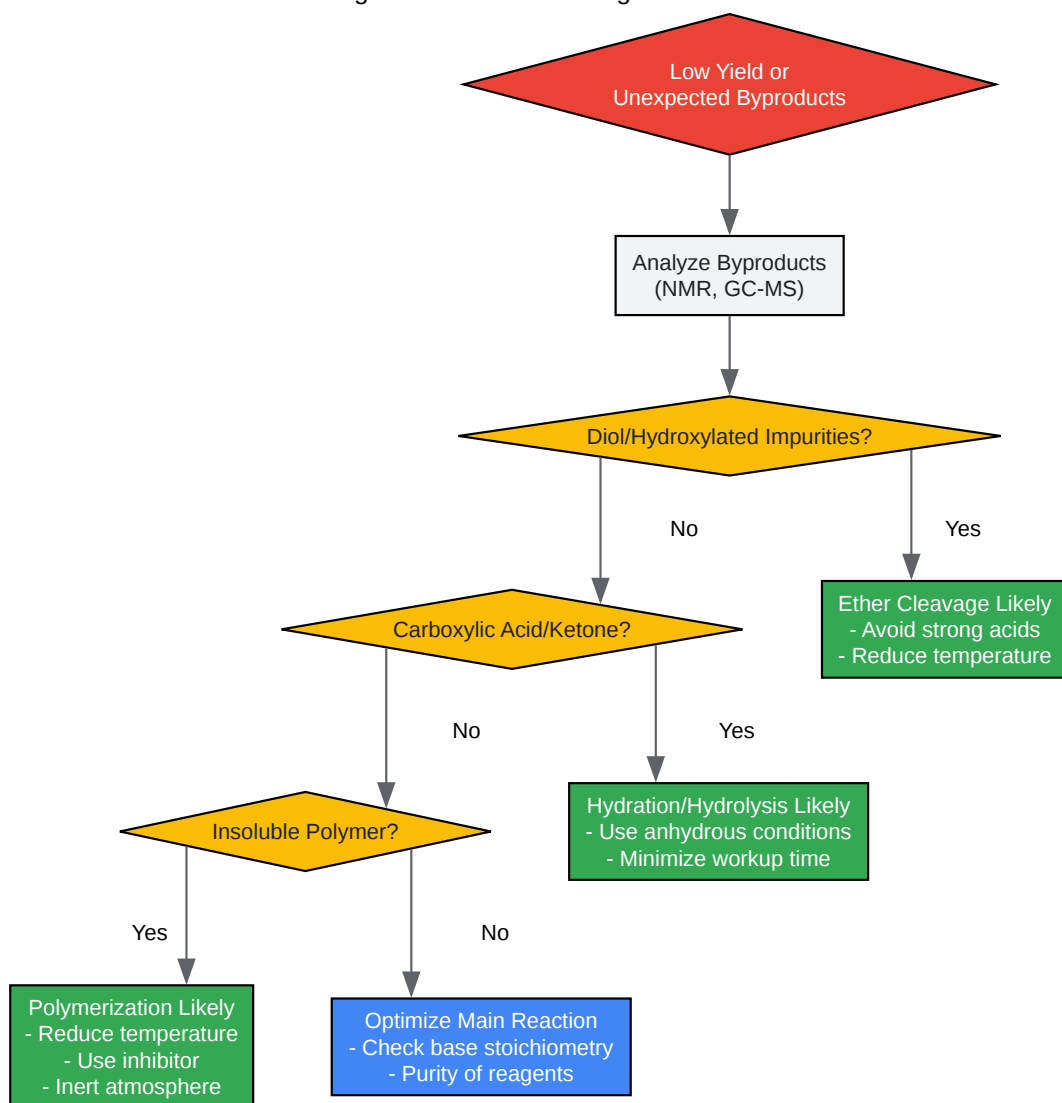 Low Yield or
Unexpected Byproducts
Analyze Byproducts
(NMR, GC-MS)
Diol/Hydroxylated Impurities?
No
Yes
Ether Cleavage Likely
- Avoid strong acids
- Reduce temperature
Carboxylic Acid/Ketone?
No
Yes
Hydration/Hydrolysis Likely
- Use anhydrous conditions
- Minimize workup time
Insoluble Polymer?
Yes
No
Polymerization Likely
- Reduce temperature
- Use inhibitor
- Inert atmosphere
Optimize Main Reaction
- Check base stoichiometry
- Purity of reagents